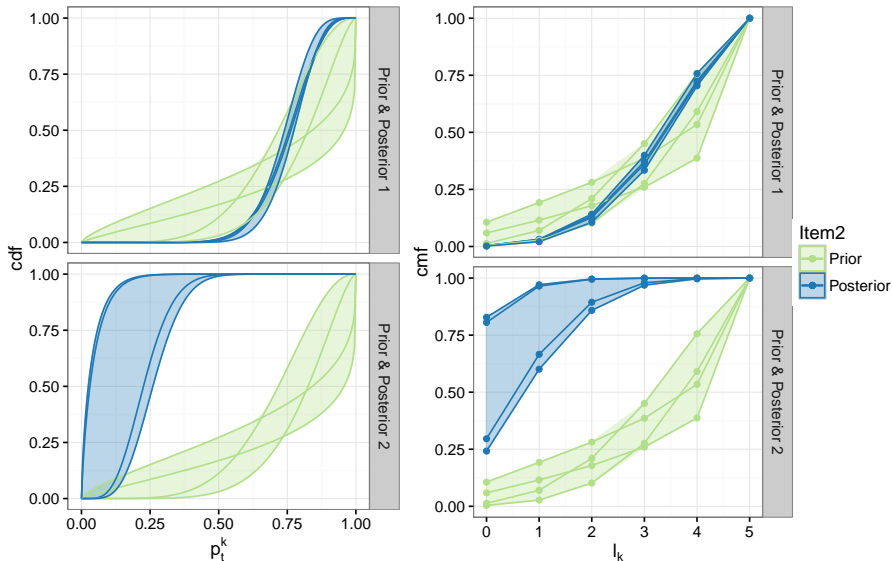 1.00
0.75
0.50
0.25
0.00
Prior & Posterior 1
1.00
0.75
0.50
0.25
0.00
Prior & Posterior 2
cdf
0.00 0.25 0.50 0.75 1.00
p_t^k
1.00
0.75
0.50
0.25
0.00
Prior & Posterior 1
1.00
0.75
0.50
0.25
0.00
Prior & Posterior 2
cmf
0 1 2 3 4 5
l_k
Item2
Prior
Posterior